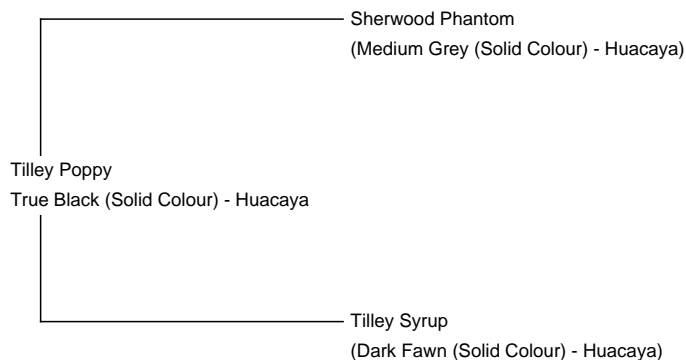 Sherwood Phantom
(Medium Grey (Solid Colour) - Huacaya)
Tilley Poppy
True Black (Solid Colour) - Huacaya
Tilley Syrup
(Dark Fawn (Solid Colour) - Huacaya)